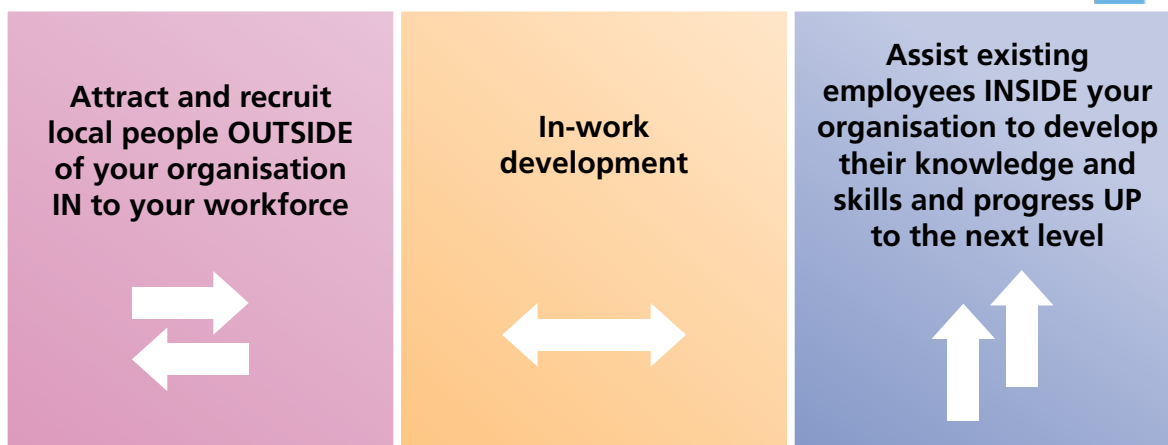 Attract and recruit
local people OUTSIDE
of your organisation
IN to your workforce
In-work
development
Assist existing
employees INSIDE your
organisation to develop
their knowledge and
skills and progress UP
to the next level